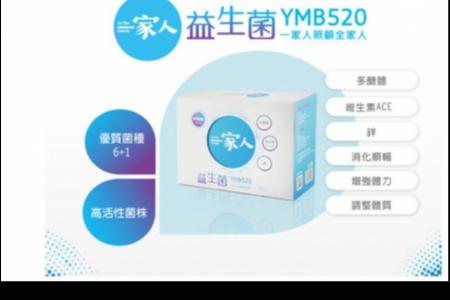 一家人 益生菌 YMB520
一家人照顧全家人
多醣體
維生素ACE
鋅
消化順暢
增強體力
調整體質
優質菌種
6+1
高活性菌株
一家人
益生菌 YMB520